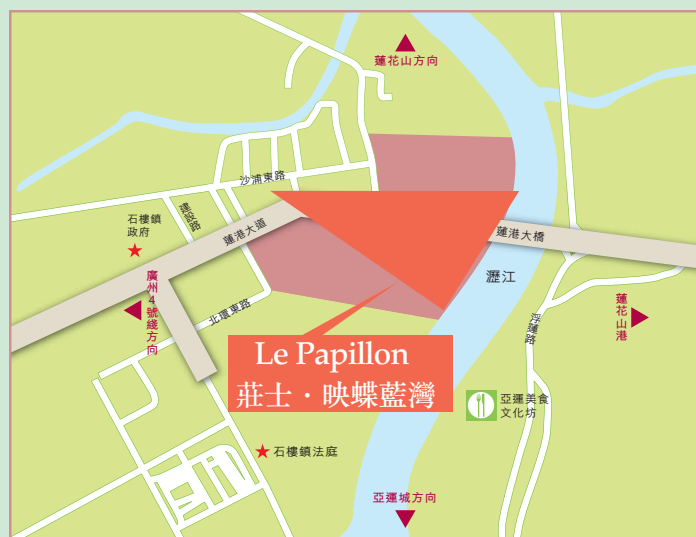 蓮花山方向
沙浦東路
建設路
石樓鎮
政府
蓮港大道
蓮港大橋
瀝江
廣州4號綫方向
蓮花山港
北環東路
浮蓮路
Le Papillon
莊士・映蝶藍灣
亞運美食
文化坊
石樓鎮法庭
亞運城方向